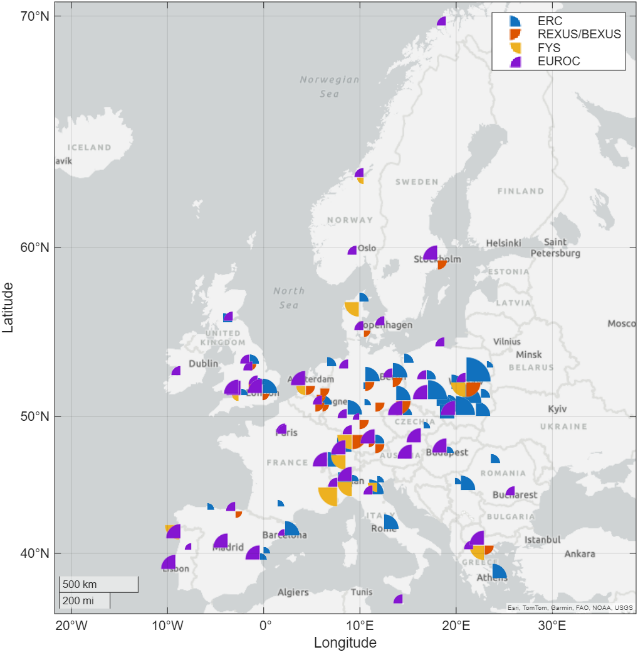 70°N
ERC
REXUS/BEXUS
FYS
EUROC
Norwegian
Sea
ICELAND
avik
SWEDEN
FINLAND
NORWAY
60°N
Oslo
Helsinki
Saint
Petersburg
Stockholm
ESTONIA
North
Sea
LATVIA
Latitude
UNITED
KINGDOM
Mosco
Vilnius
Dublin
Minsk
BELARUS
50°N
CZECHIA
Kyiv
UKRAINE
Paris
FRANCE
Budapest
ROMANIA
Bucharest
ITAL
Rome
BULGARIA
Barcelona
Madrid
Istanbul
40°N
Ankara
GREECE
Athens
Lisbon
500 km
200 mi
Algiers
Tunis
Esri, TomTom, Garmin, FAO, NOAA, USGS
20°W
10°W
0°
10°E
20°E
30°E
Longitude